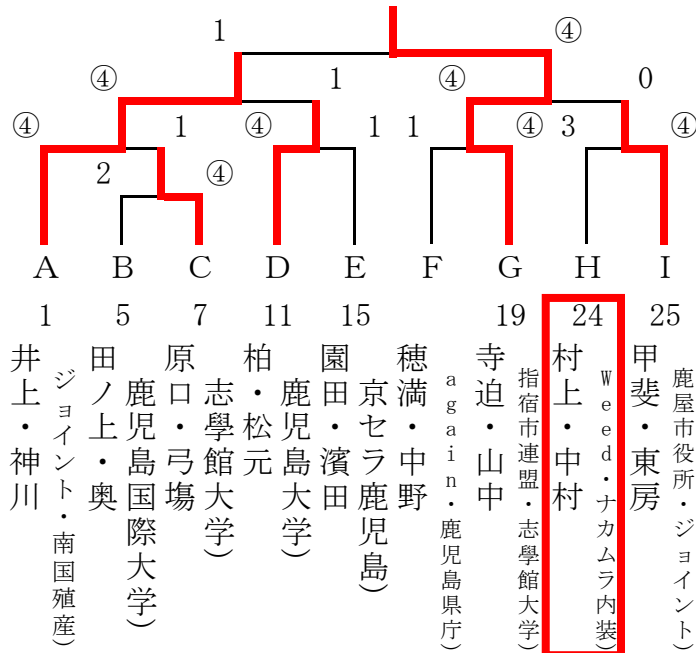 1 ④
④ 1 ④ 0
④ 1 ④ 1 1 ④ 3 ④
2 ④
A B C D E F G H I
1 5 7 11 15 19 24 25
井上・神川
ジョイント・南国殖産)
田ノ上・奥
鹿児島国際大学)
原口・弓塲
志學館大学)
柏・松元
鹿児島大学)
園田・濱田
京セラ鹿児島)
穂満・中野
again・鹿児島県庁)
寺迫・山中
指宿市連盟・志學館大学)
村上・中村
Weed・ナカムラ内装)
甲斐・東房
鹿屋市役所・ジョイント)